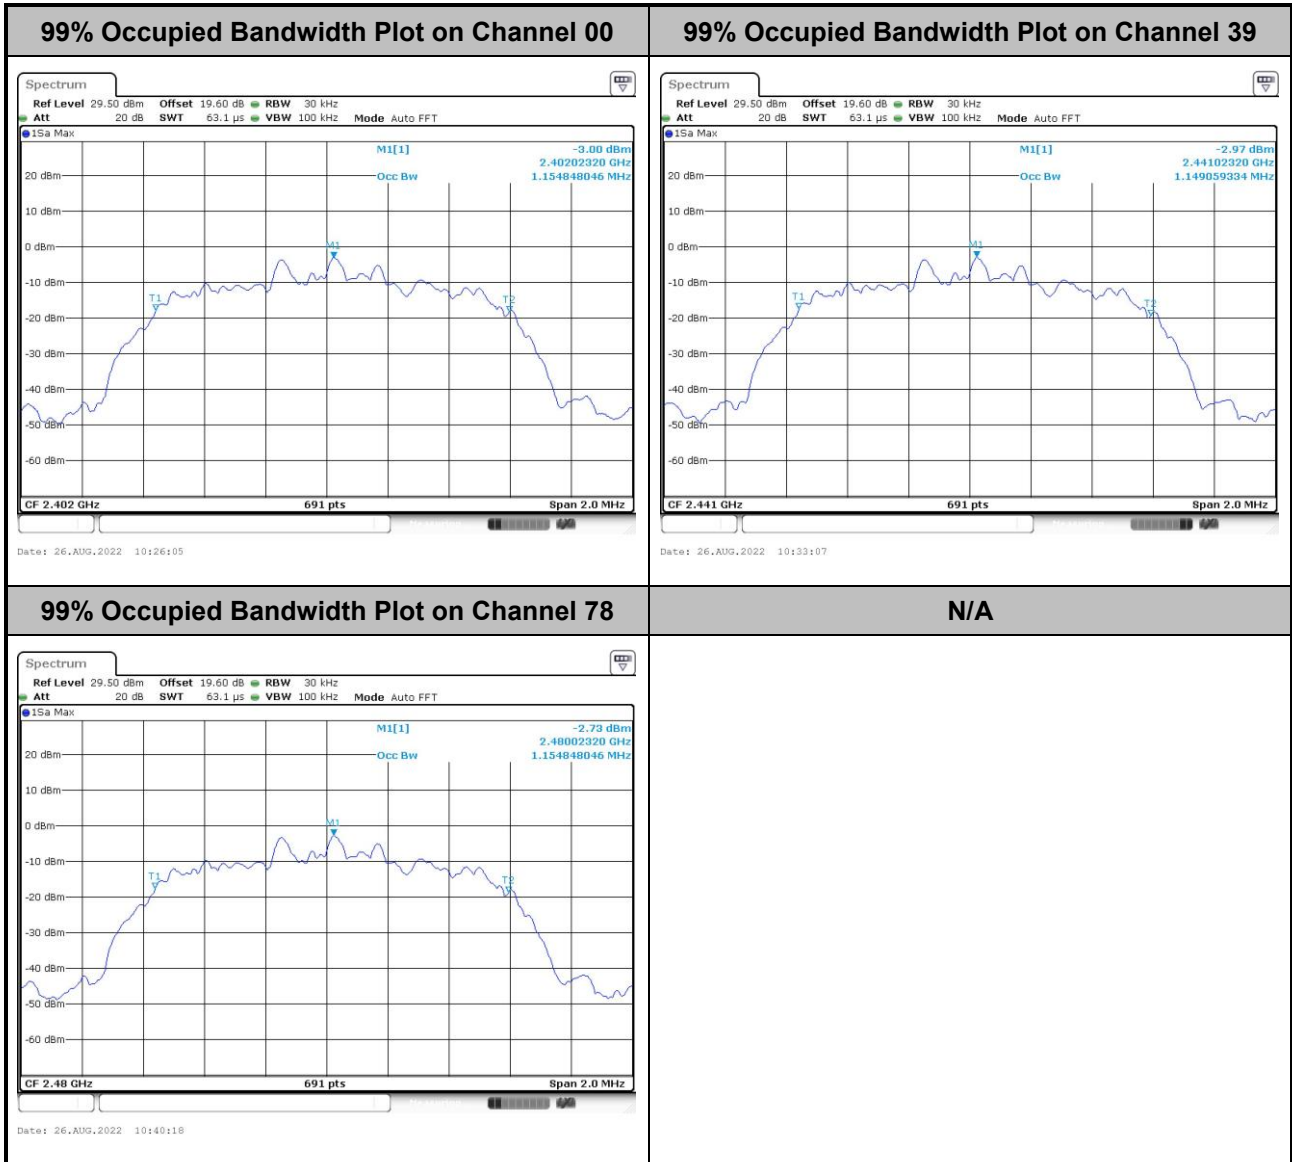 99% Occupied Bandwidth Plot on Channel 00
Spectrum
Ref Level 29.50 dBm Offset 19.60 dB RBW 30 kHz
Att 20 dB SWT 63.1 µs VBW 100 kHz Mode Auto FFT
1Sa Max
M1[1] -3.00 dBm
2.40202320 GHz
Occ Bw 1.154848046 MHz
20 dBm
10 dBm
0 dBm
M1
-10 dBm
T1
T2
-20 dBm
-30 dBm
-40 dBm
-50 dBm
-60 dBm
CF 2.402 GHz 691 pts Span 2.0 MHz
Date: 26.AUG.2022 10:26:05
99% Occupied Bandwidth Plot on Channel 39
Spectrum
Ref Level 29.50 dBm Offset 19.60 dB RBW 30 kHz
Att 20 dB SWT 63.1 µs VBW 100 kHz Mode Auto FFT
1Sa Max
M1[1] -2.97 dBm
2.44102320 GHz
Occ Bw 1.149059334 MHz
20 dBm
10 dBm
0 dBm
M1
-10 dBm
T1
T2
-20 dBm
-30 dBm
-40 dBm
-50 dBm
-60 dBm
CF 2.441 GHz 691 pts Span 2.0 MHz
Date: 26.AUG.2022 10:33:07
99% Occupied Bandwidth Plot on Channel 78
Spectrum
Ref Level 29.50 dBm Offset 19.60 dB RBW 30 kHz
Att 20 dB SWT 63.1 µs VBW 100 kHz Mode Auto FFT
1Sa Max
M1[1] -2.73 dBm
2.48002320 GHz
Occ Bw 1.154848046 MHz
20 dBm
10 dBm
0 dBm
M1
-10 dBm
T1
T2
-20 dBm
-30 dBm
-40 dBm
-50 dBm
-60 dBm
CF 2.48 GHz 691 pts Span 2.0 MHz
Date: 26.AUG.2022 10:40:18
N/A